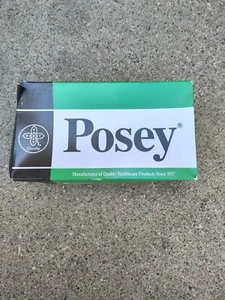 Posey®
Manufacturer of Quality Healthcare Products Since 1937